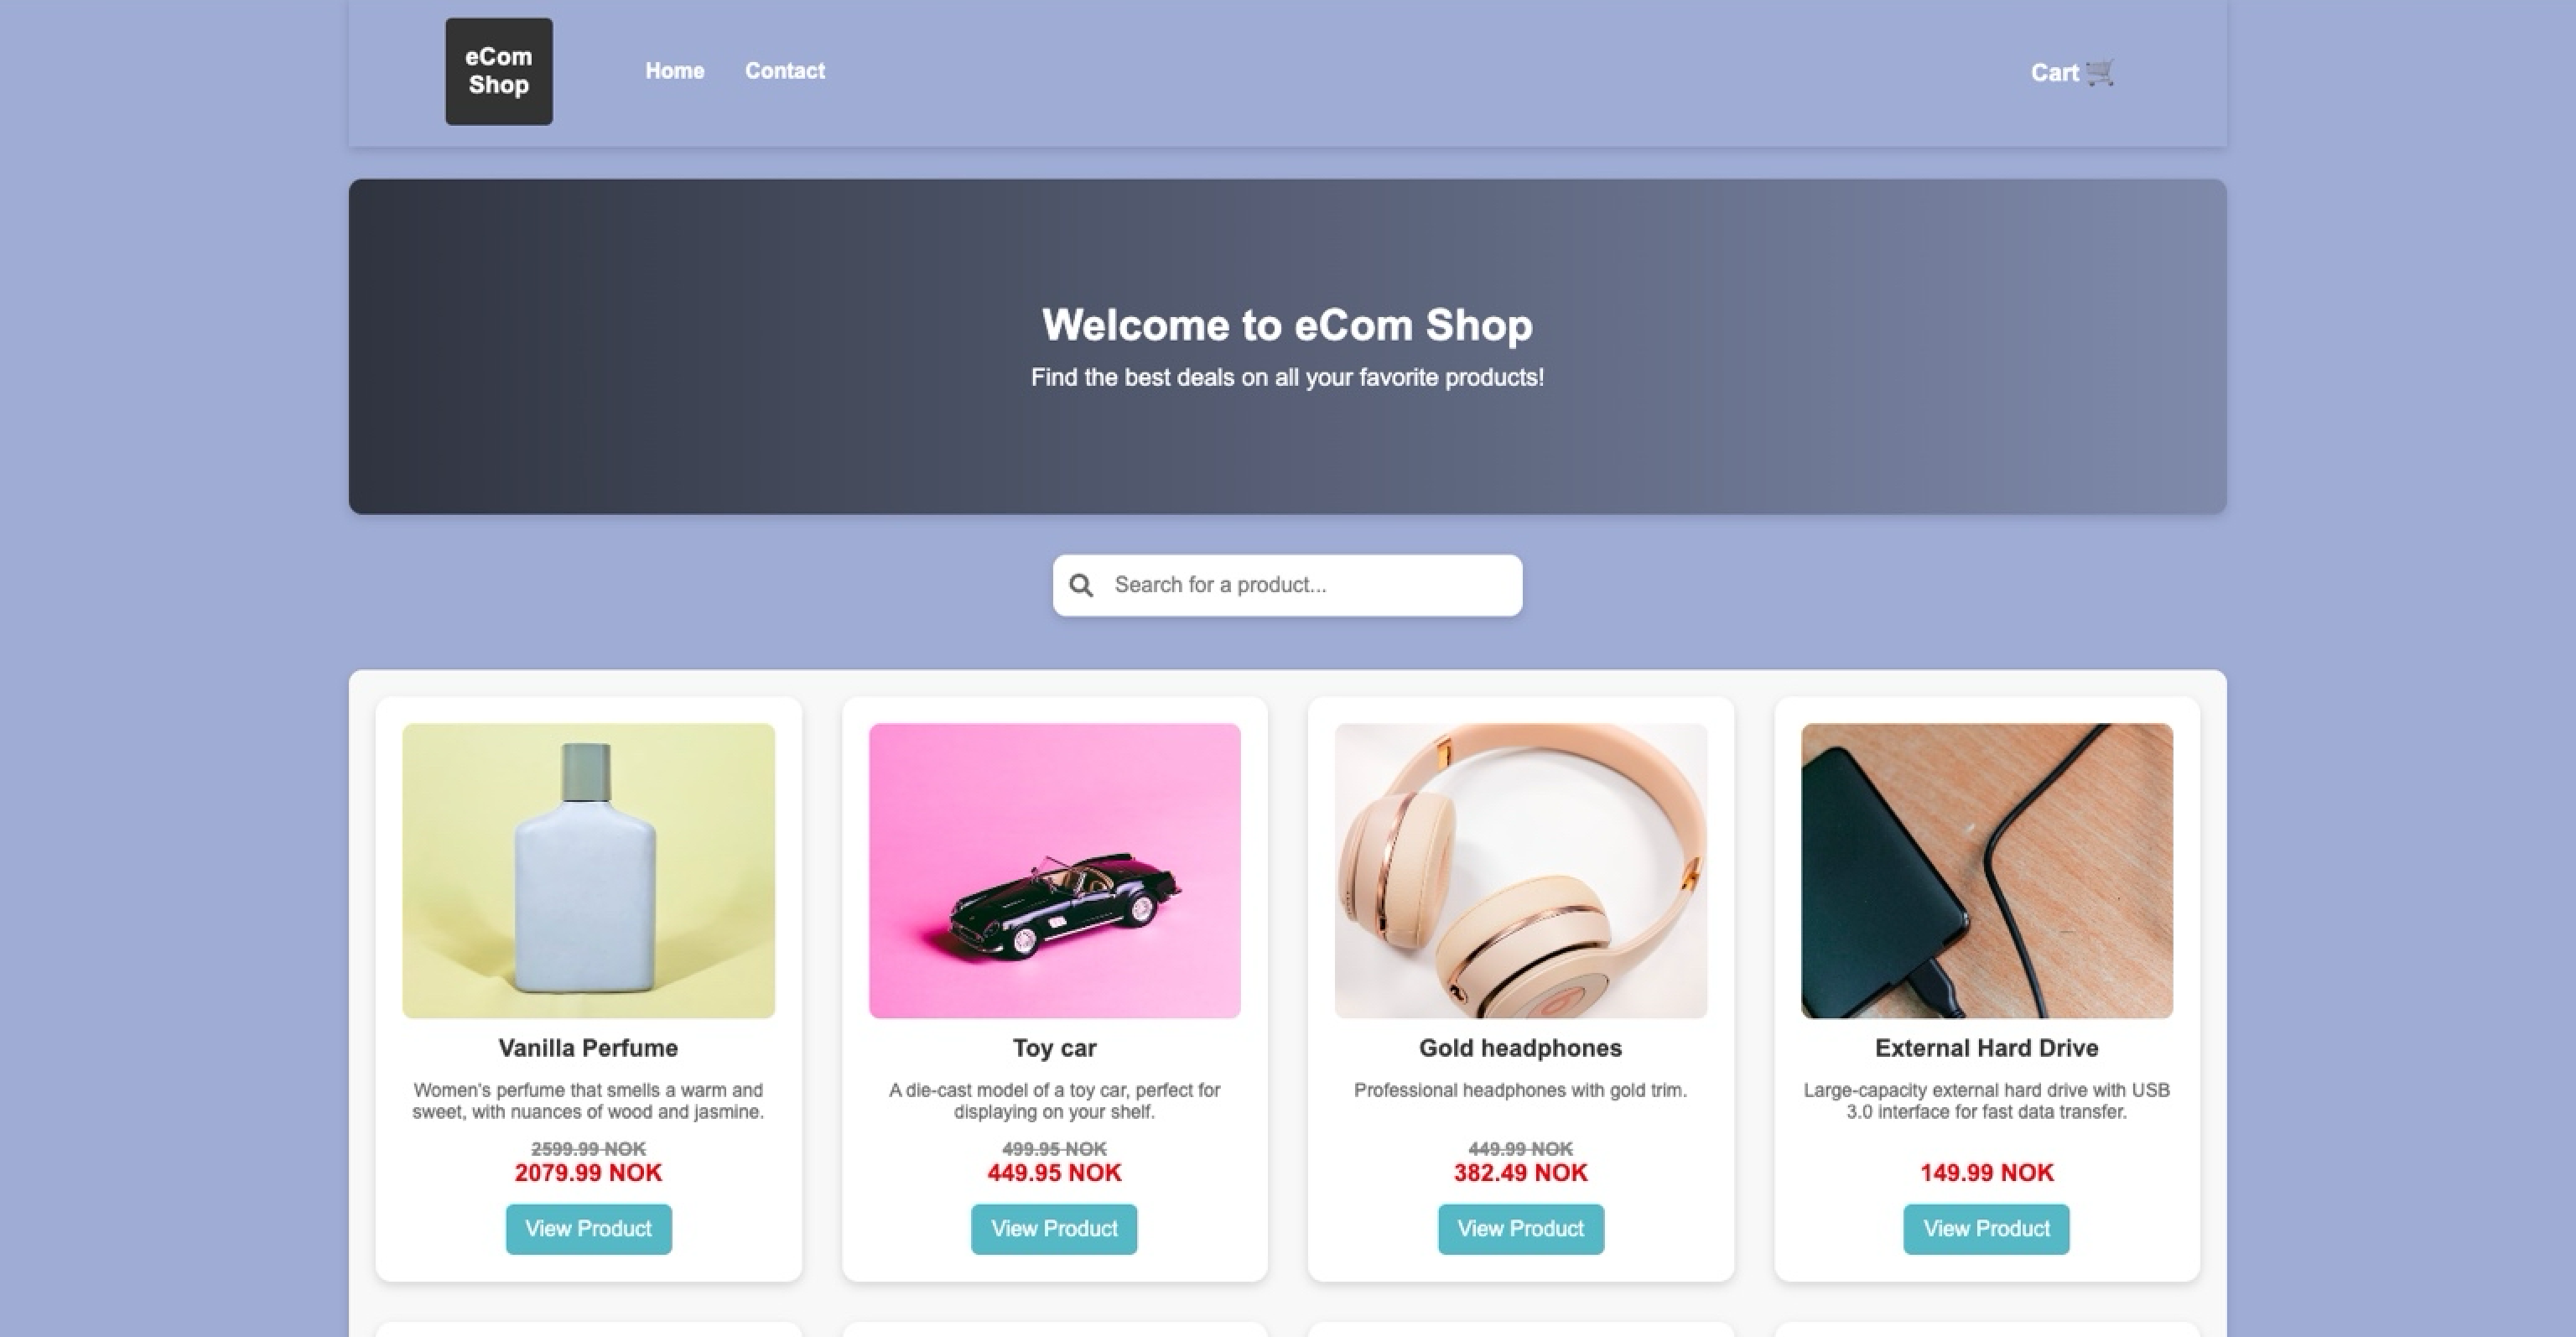 eCom
Shop
Home
Contact
Cart
Welcome to eCom Shop
Find the best deals on all your favorite products!
Search for a product...
Vanilla Perfume
Women's perfume that smells a warm and
sweet, with nuances of wood and jasmine.
2599.99 NOK
2079.99 NOK
View Product
Toy car
A die-cast model of a toy car, perfect for
displaying on your shelf.
499.95 NOK
449.95 NOK
View Product
Gold headphones
Professional headphones with gold trim.
449.99 NOK
382.49 NOK
View Product
External Hard Drive
Large-capacity external hard drive with USB
3.0 interface for fast data transfer.
149.99 NOK
View Product